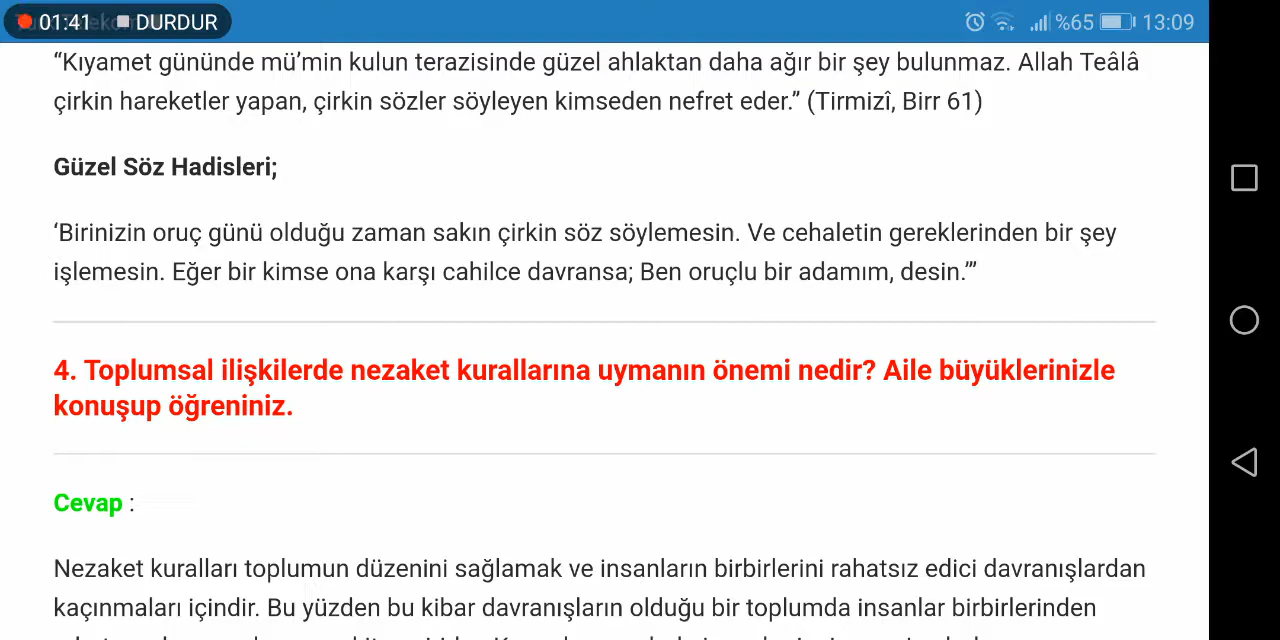 01:41 DURDUR %65 13:09
“Kıyamet gününde mü’min kulun terazisinde güzel ahlaktan daha ağır bir şey bulunmaz. Allah Teâlâ
çirkin hareketler yapan, çirkin sözler söyleyen kimseden nefret eder.” (Tirmizî, Birr 61)
Güzel Söz Hadisleri;
‘Birinizin oruç günü olduğu zaman sakın çirkin söz söylemesin. Ve cehaletin gereklerinden bir şey
işlemesin. Eğer bir kimse ona karşı cahilce davransa; Ben oruçlu bir adamım, desin.”’
4. Toplumsal ilişkilerde nezaket kurallarına uymanın önemi nedir? Aile büyüklerinizle
konuşup öğreniniz.
Cevap :
Nezaket kuralları toplumun düzenini sağlamak ve insanların birbirlerini rahatsız edici davranışlardan
kaçınmaları içindir. Bu yüzden bu kibar davranışların olduğu bir toplumda insanlar birbirlerinden